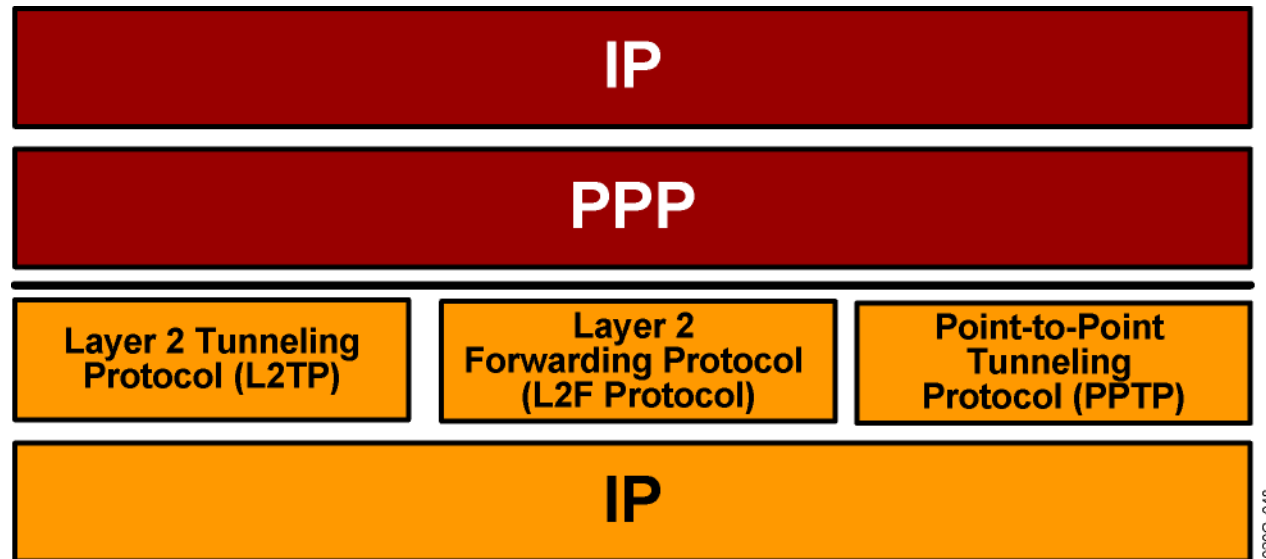 IP
PPP
Layer 2 Tunneling
Protocol (L2TP)
Layer 2
Forwarding Protocol
(L2F Protocol)
Point-to-Point
Tunneling
Protocol (PPTP)
IP